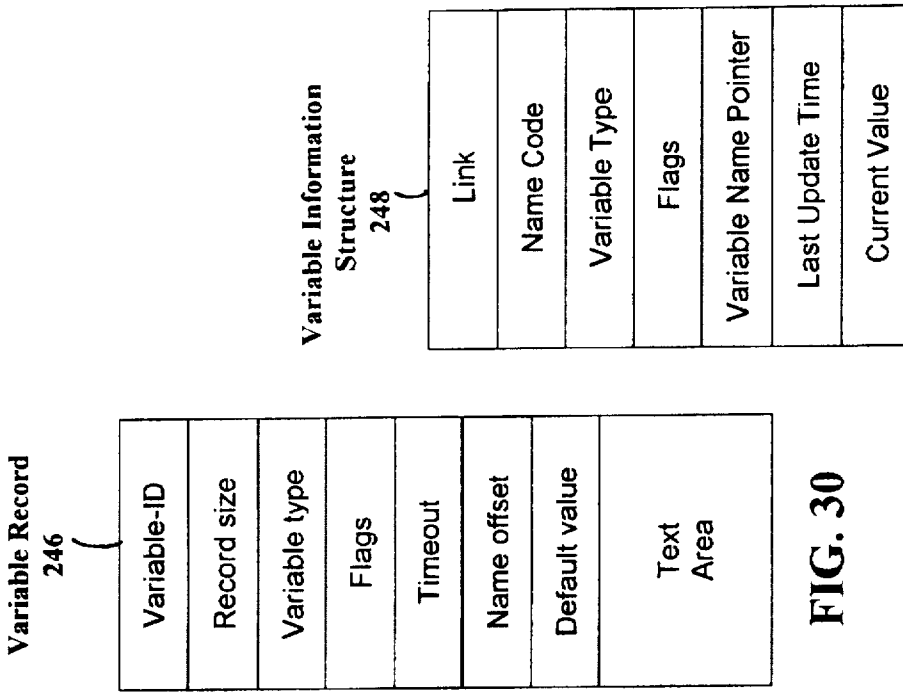 Variable Record
246
Variable-ID
Record size
Variable type
Flags
Timeout
Name offset
Default value
Text
Area
Variable Information
Structure
248
Link
Name Code
Variable Type
Flags
Variable Name Pointer
Last Update Time
Current Value
FIG. 30